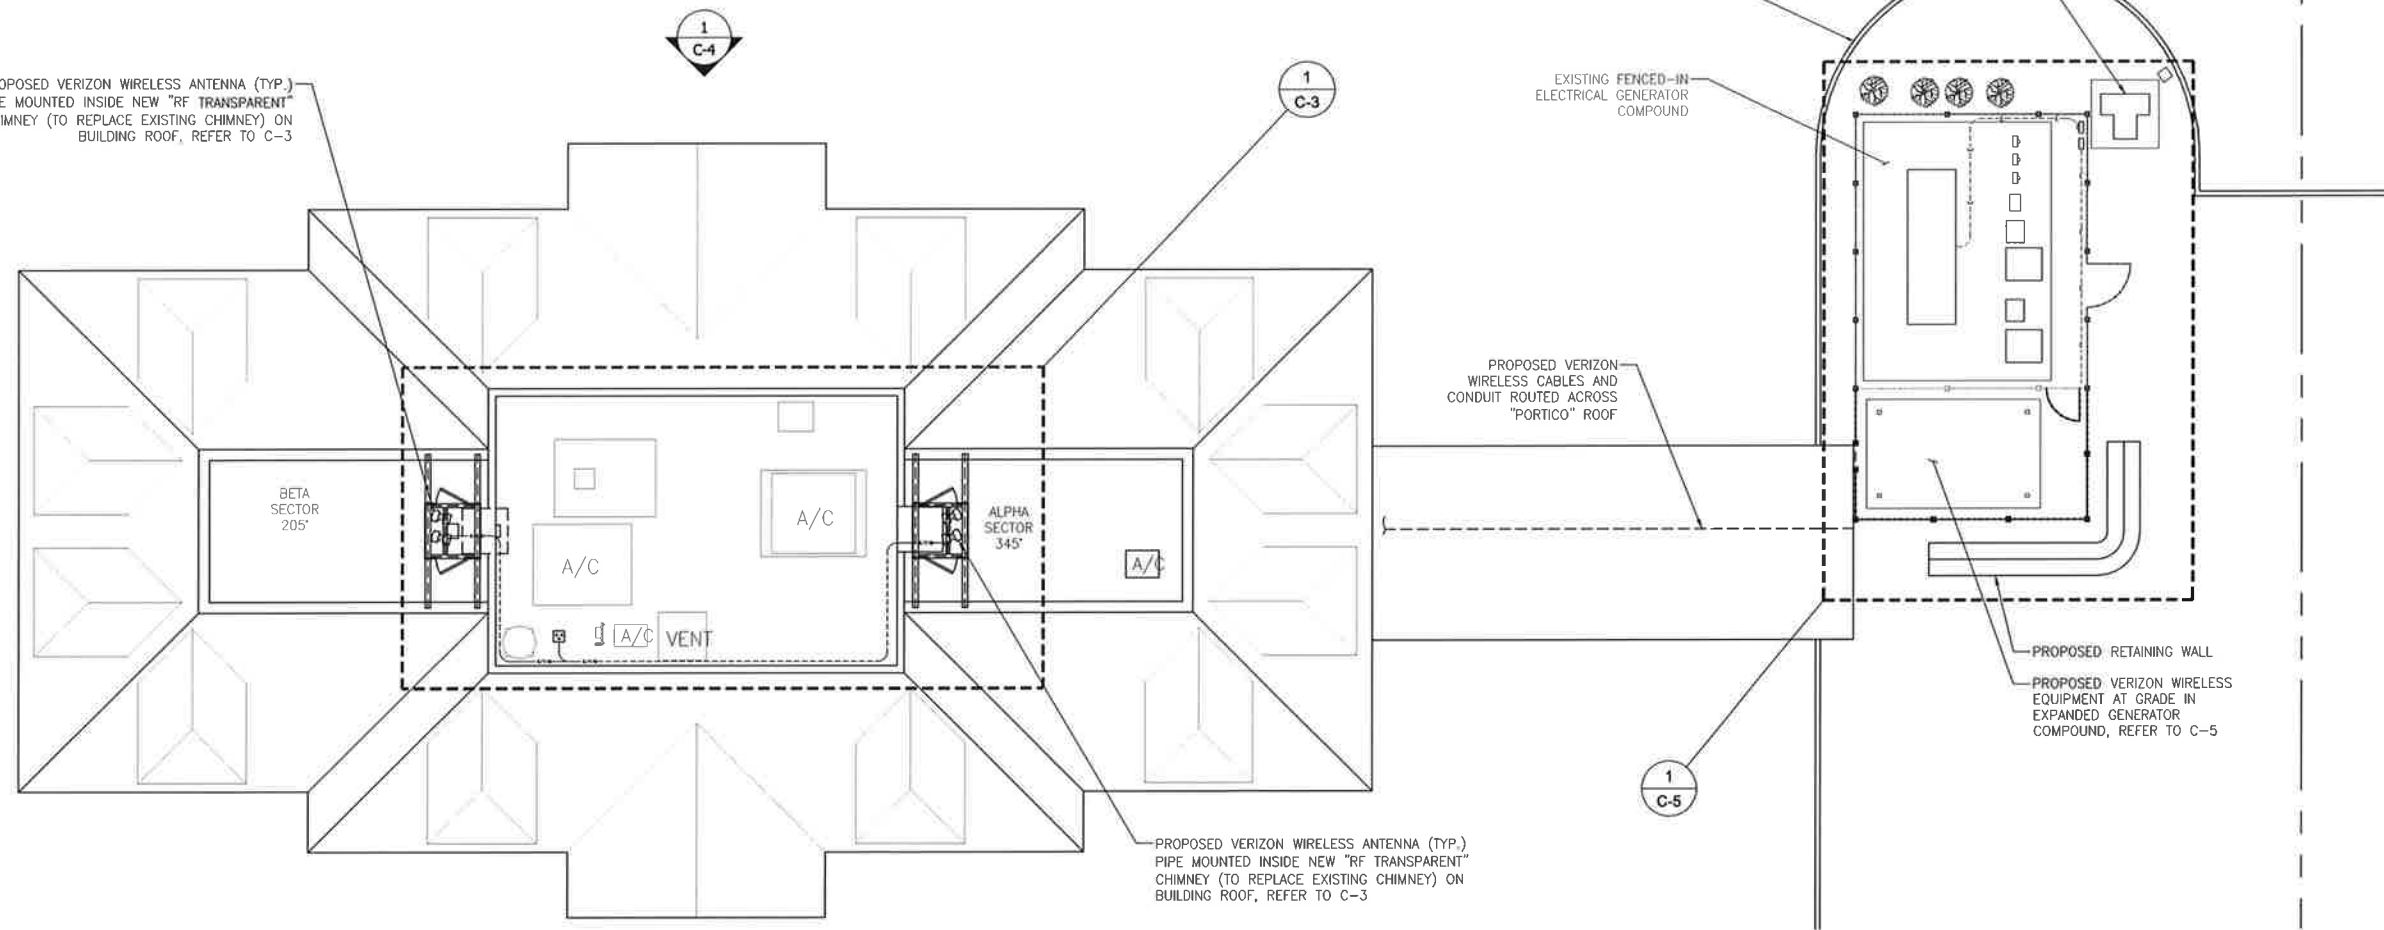 1
C-4
OPOSED VERIZON WIRELESS ANTENNA (TYP.)
E MOUNTED INSIDE NEW "RF TRANSPARENT"
IMNEY (TO REPLACE EXISTING CHIMNEY) ON
BUILDING ROOF, REFER TO C-3
1
C-3
EXISTING FENCED-IN
ELECTRICAL GENERATOR
COMPOUND
PROPOSED VERIZON
WIRELESS CABLES AND
CONDUIT ROUTED ACROSS
"PORTICO" ROOF
BETA
SECTOR
205°
A/C
A/C
A/C
VENT
ALPHA
SECTOR
345°
A/C
PROPOSED RETAINING WALL
PROPOSED VERIZON WIRELESS
EQUIPMENT AT GRADE IN
EXPANDED GENERATOR
COMPOUND, REFER TO C-5
1
C-5
PROPOSED VERIZON WIRELESS ANTENNA (TYP.)
PIPE MOUNTED INSIDE NEW "RF TRANSPARENT"
CHIMNEY (TO REPLACE EXISTING CHIMNEY) ON
BUILDING ROOF, REFER TO C-3